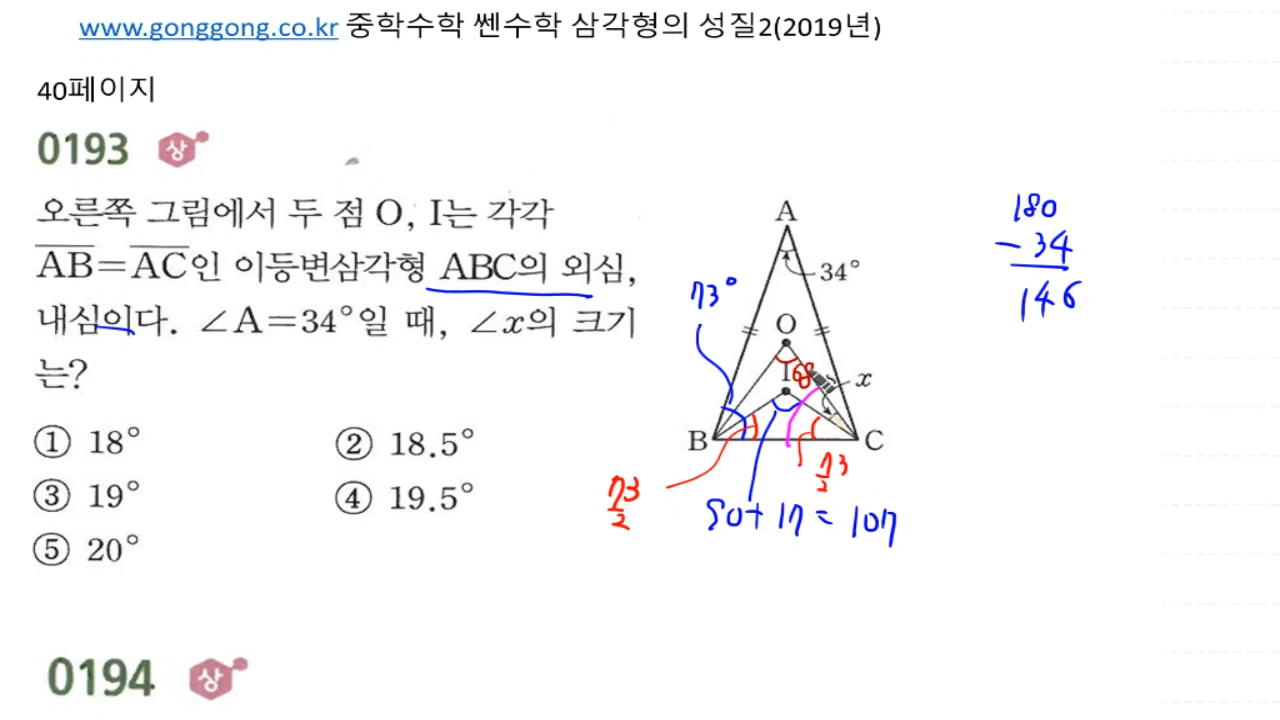 www.gonggong.co.kr 중학수학 쎈수학 삼각형의 성질2(2019년)
40페이지
0193 상
오른쪽 그림에서 두 점 O, I는 각각
AB=AC인 이등변삼각형 ABC의 외심,
내심이다. ∠A=34°일 때, ∠x의 크기
는?
① 18° ② 18.5°
③ 19° ④ 19.5°
⑤ 20°
A
34°
73°
O
I
68
x
B
C
73/2
73/2
90+17=107
180
-34
146
0194 상